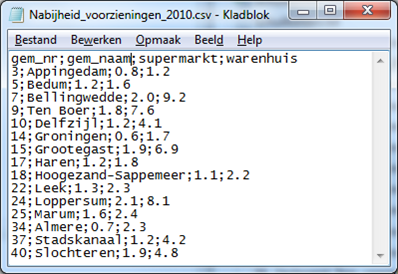 Nabijheid_voorzieningen_2010.csv - Kladblok
Bestand Bewerken Opmaak Beeld Help
gem_nr;gem_naam;supermarkt;warenhuis
3;Appingedam;0.8;1.2
5;Bedum;1.2;1.6
7;Bellingwedde;2.0;9.2
9;Ten Boer;1.8;7.6
10;Delfzijl;1.2;4.1
14;Groningen;0.6;1.7
15;Grootegast;1.9;6.9
17;Haren;1.2;1.8
18;Hoogezand-Sappemeer;1.1;2.2
22;Leek;1.3;2.3
24;Loppersum;2.1;8.1
25;Marum;1.6;2.4
34;Almere;0.7;2.3
37;Stadskanaal;1.2;4.2
40;Slochteren;1.9;4.8